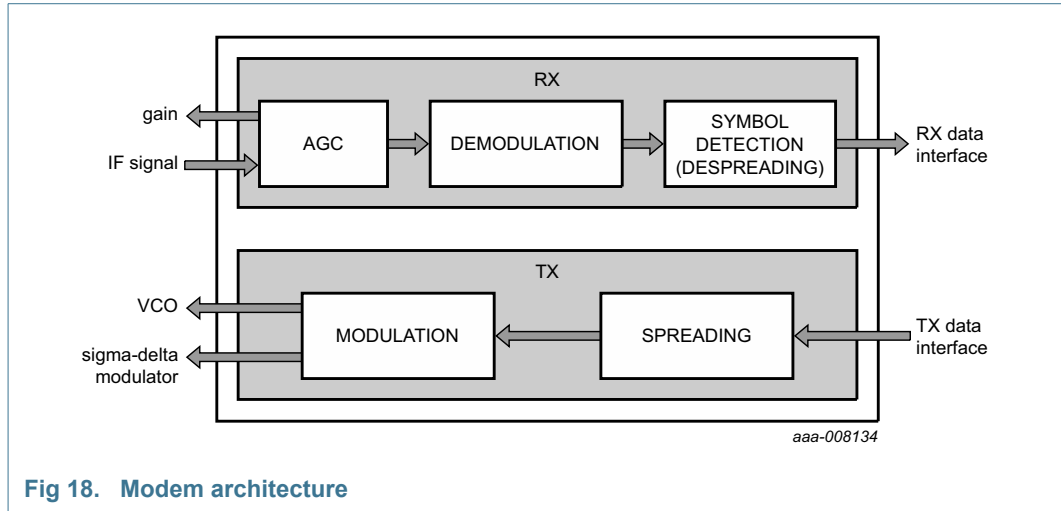 RX
gain
IF signal
AGC
DEMODULATION
SYMBOL
DETECTION
(DESPREADING)
RX data
interface
TX
VCO
sigma-delta
modulator
MODULATION
SPREADING
TX data
interface
aaa-008134
Fig 18. Modem architecture